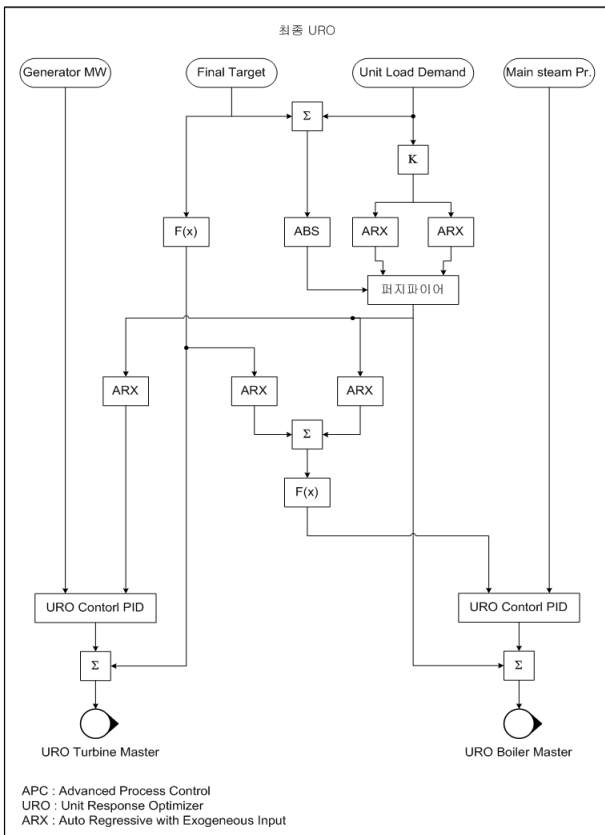 최종 URO
Generator MW
Final Target
Unit Load Demand
Main steam Pr.
Σ
K
F(x)
ABS
ARX
ARX
퍼지파이어
ARX
ARX
ARX
Σ
F(x)
URO Contorl PID
URO Contorl PID
Σ
Σ
URO Turbine Master
URO Boiler Master
APC : Advanced Process Control
URO : Unit Response Optimizer
ARX : Auto Regressive with Exogeneous Input